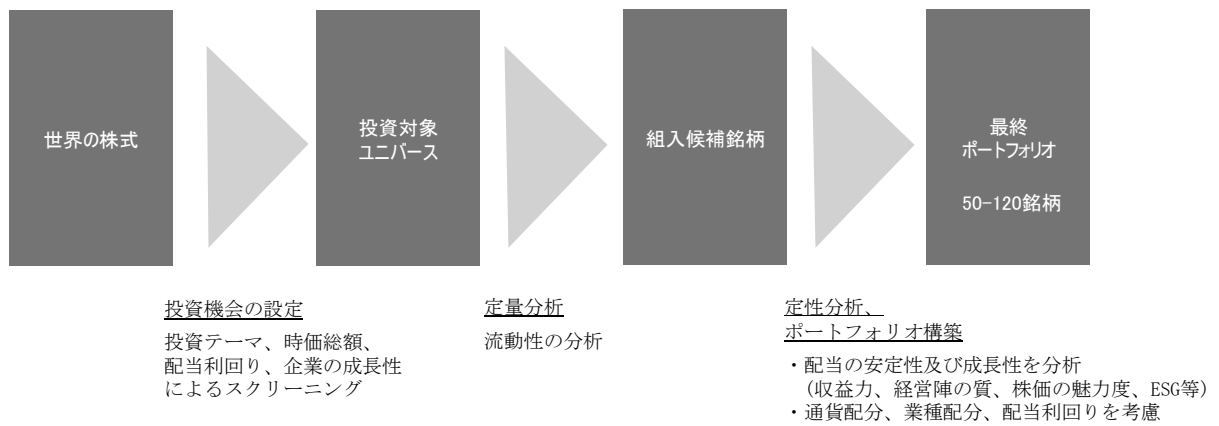 世界の株式
投資対象
ユニバース
組入候補銘柄
最終
ポートフォリオ
50-120銘柄
投資機会の設定
投資テーマ、時価総額、
配当利回り、企業の成長性
によるスクリーニング
定量分析
流動性の分析
定性分析、
ポートフォリオ構築
・配当の安定性及び成長性を分析
(収益力、経営陣の質、株価の魅力度、ESG等)
・通貨配分、業種配分、配当利回りを考慮